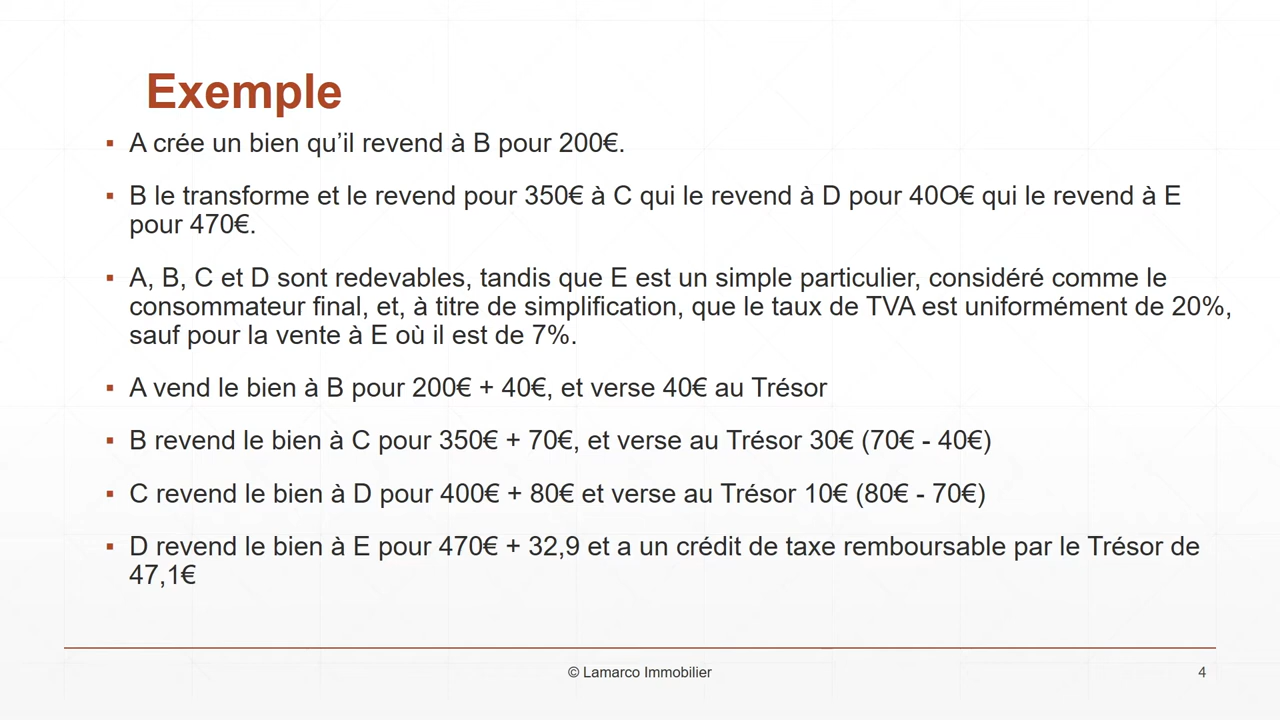 Exemple
▪ A crée un bien qu’il revend à B pour 200€.
▪ B le transforme et le revend pour 350€ à C qui le revend à D pour 40O€ qui le revend à E
pour 470€.
▪ A, B, C et D sont redevables, tandis que E est un simple particulier, considéré comme le
consommateur final, et, à titre de simplification, que le taux de TVA est uniformément de 20%,
sauf pour la vente à E où il est de 7%.
▪ A vend le bien à B pour 200€ + 40€, et verse 40€ au Trésor
▪ B revend le bien à C pour 350€ + 70€, et verse au Trésor 30€ (70€ - 40€)
▪ C revend le bien à D pour 400€ + 80€ et verse au Trésor 10€ (80€ - 70€)
▪ D revend le bien à E pour 470€ + 32,9 et a un crédit de taxe remboursable par le Trésor de
47,1€
© Lamarco Immobilier
4